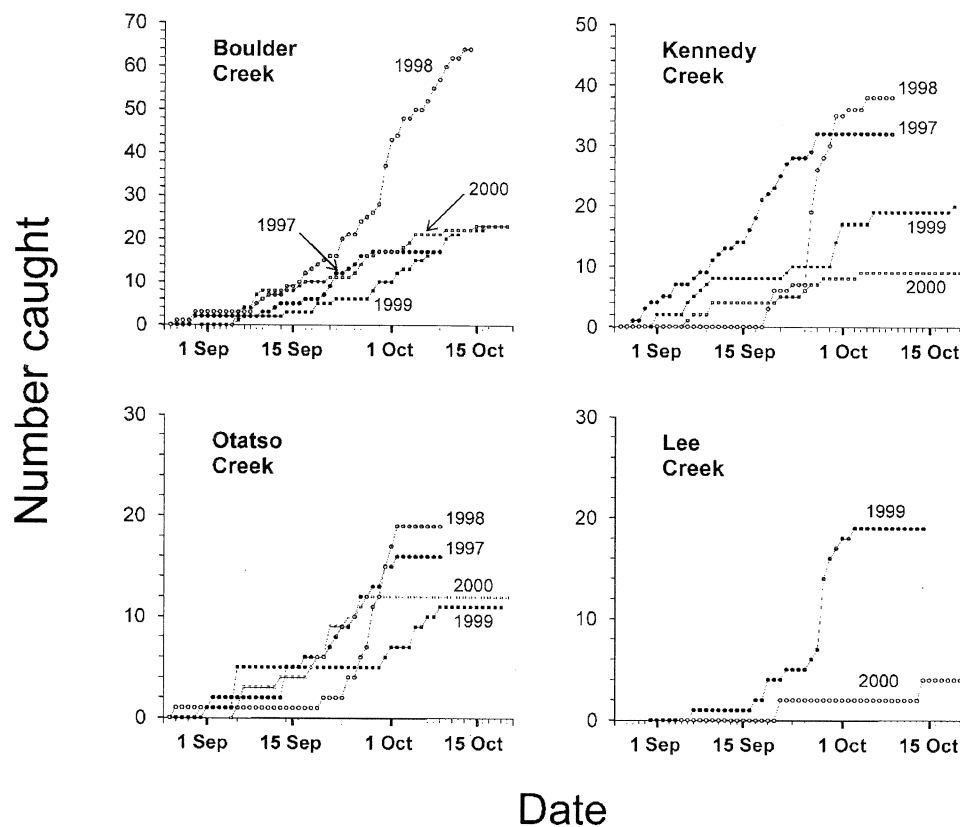 Number caught
70
60
50
40
30
20
10
0
Boulder
Creek
1998
2000
1997
1999
1 Sep 15 Sep 1 Oct 15 Oct
50
40
30
20
10
0
Kennedy
Creek
1998
1997
1999
2000
1 Sep 15 Sep 1 Oct 15 Oct
30
20
10
0
Otatso
Creek
1998
1997
2000
1999
1 Sep 15 Sep 1 Oct 15 Oct
30
20
10
0
Lee
Creek
1999
2000
1 Sep 15 Sep 1 Oct 15 Oct
Date